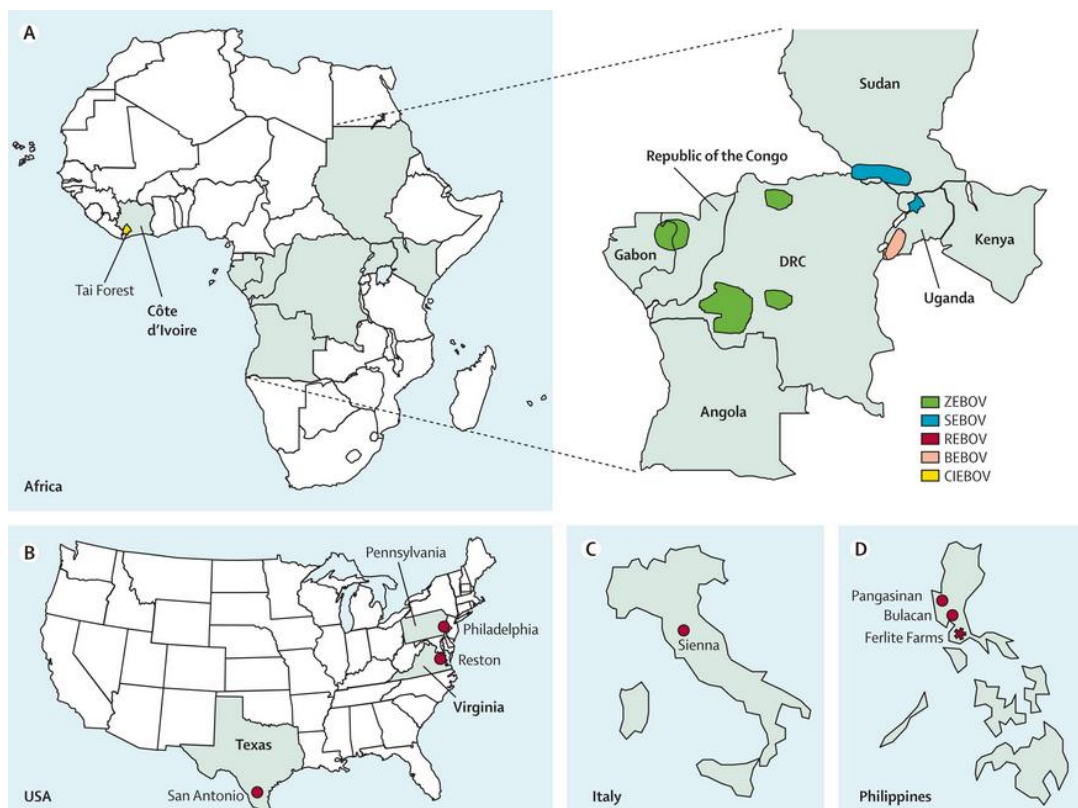 A
Tai Forest
Côte
d’Ivoire
Africa
Sudan
Republic of the Congo
Gabon
DRC
Kenya
Uganda
Angola
ZEBOV
SEBOV
REBOV
BEBOV
CIEBOV
B
Pennsylvania
Philadelphia
Reston
Virginia
Texas
San Antonio
USA
C
Sienna
Italy
D
Pangasinan
Bulacan
Ferlite Farms
Philippines